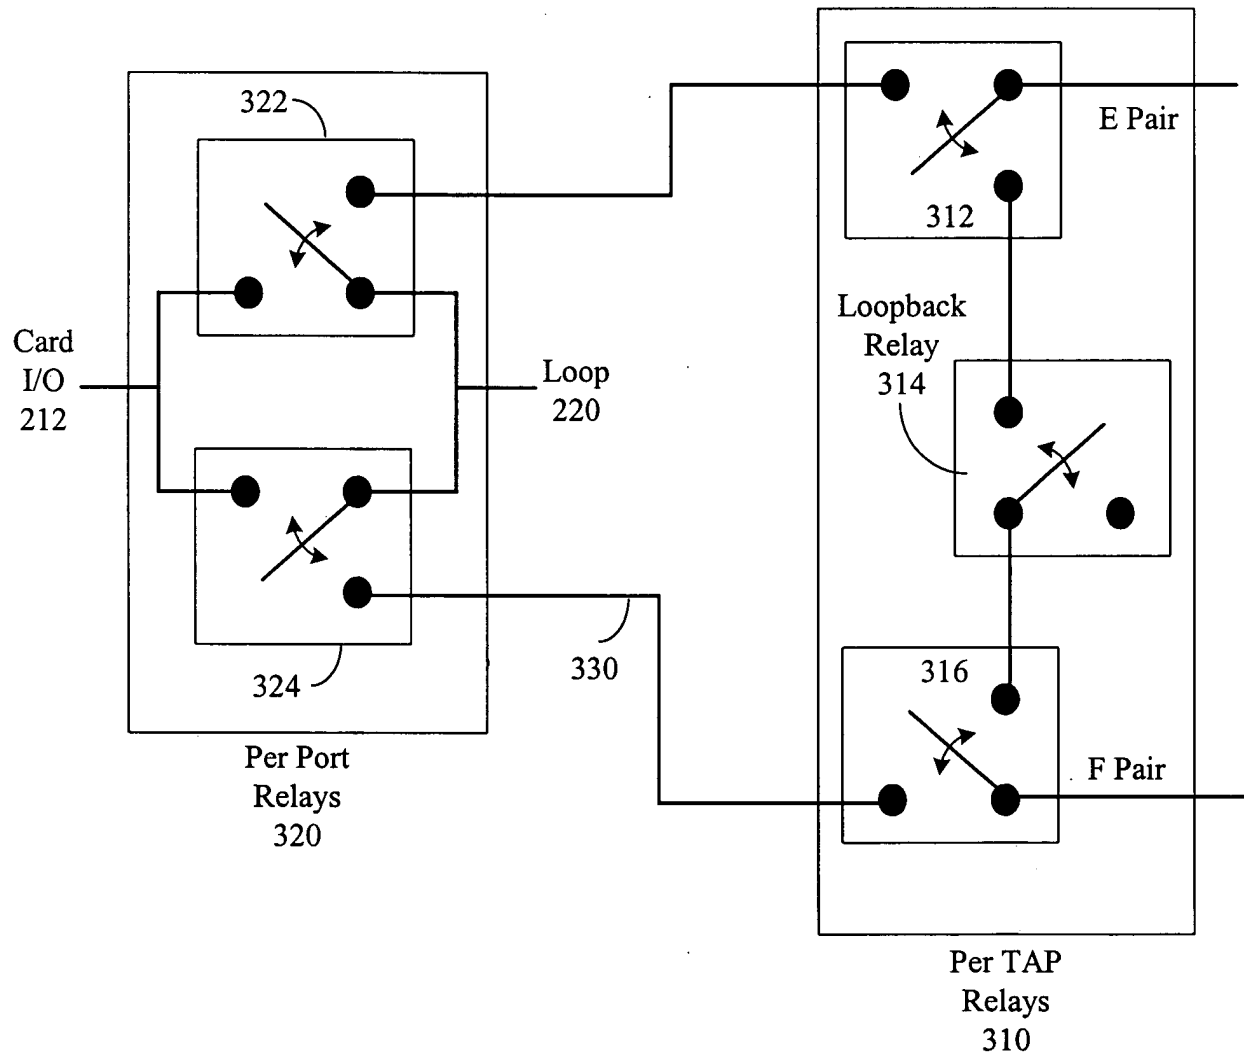 322
E Pair
312
Loopback
Relay
314
Card
I/O
212
Loop
220
324
330
316
F Pair
Per Port
Relays
320
Per TAP
Relays
310